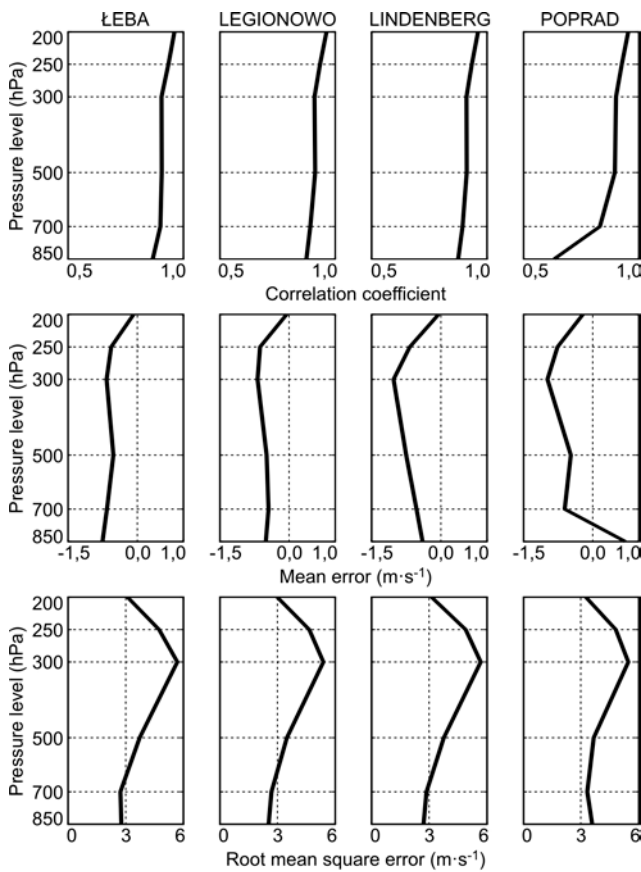 ŁEBA LEGIONOWO LINDENBERG POPRAD
Pressure level (hPa)
200
250
300
500
700
850
0,5 1,0 0,5 1,0 0,5 1,0 0,5 1,0
Correlation coefficient
Pressure level (hPa)
200
250
300
500
700
850
-1,5 0,0 1,0 -1,5 0,0 1,0 -1,5 0,0 1,0 -1,5 0,0 1,0
Mean error (m·s⁻¹)
Pressure level (hPa)
200
250
300
500
700
850
0 3 6 0 3 6 0 3 6 0 3 6
Root mean square error (m·s⁻¹)